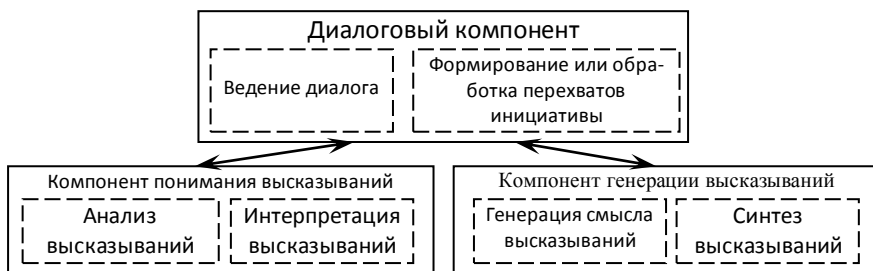 Диалоговый компонент
Ведение диалога
Формирование или обра-
ботка перехватов
инициативы
Компонент понимания высказываний
Анализ
высказываний
Интерпретация
высказываний
Компонент генерации высказываний
Генерация смысла
высказываний
Синтез
высказываний